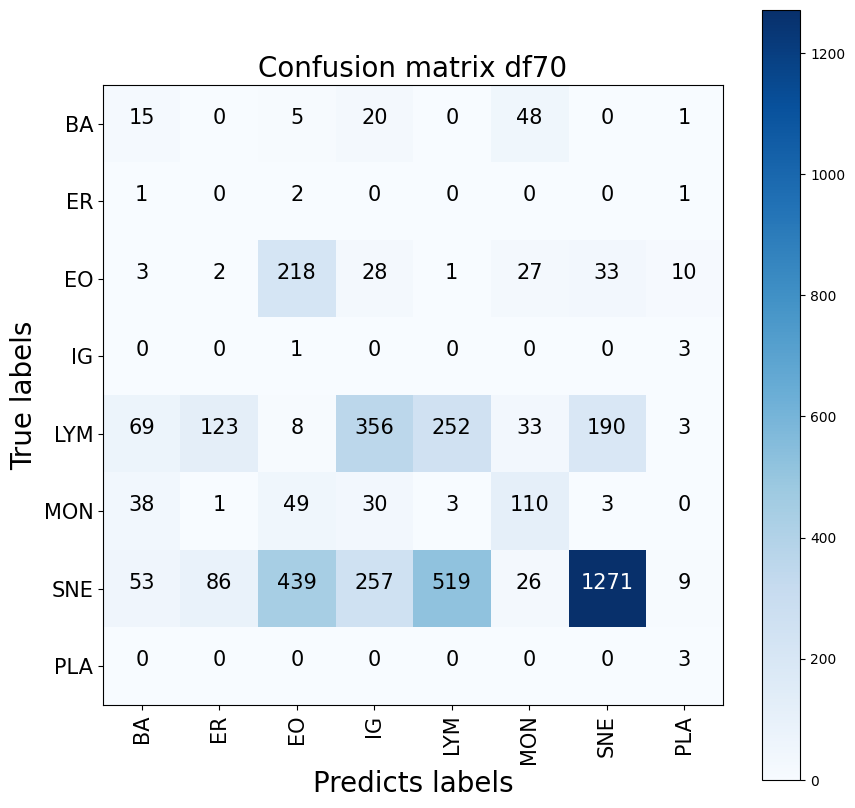 Confusion matrix df70
BA 15 0 5 20 0 48 0 1
ER 1 0 2 0 0 0 0 1
EO 3 2 218 28 1 27 33 10
IG 0 0 1 0 0 0 0 3
LYM 69 123 8 356 252 33 190 3
MON 38 1 49 30 3 110 3 0
SNE 53 86 439 257 519 26 1271 9
PLA 0 0 0 0 0 0 0 3
BA ER EO IG LYM MON SNE PLA
Predicts labels
True labels
1200
1000
800
600
400
200
0